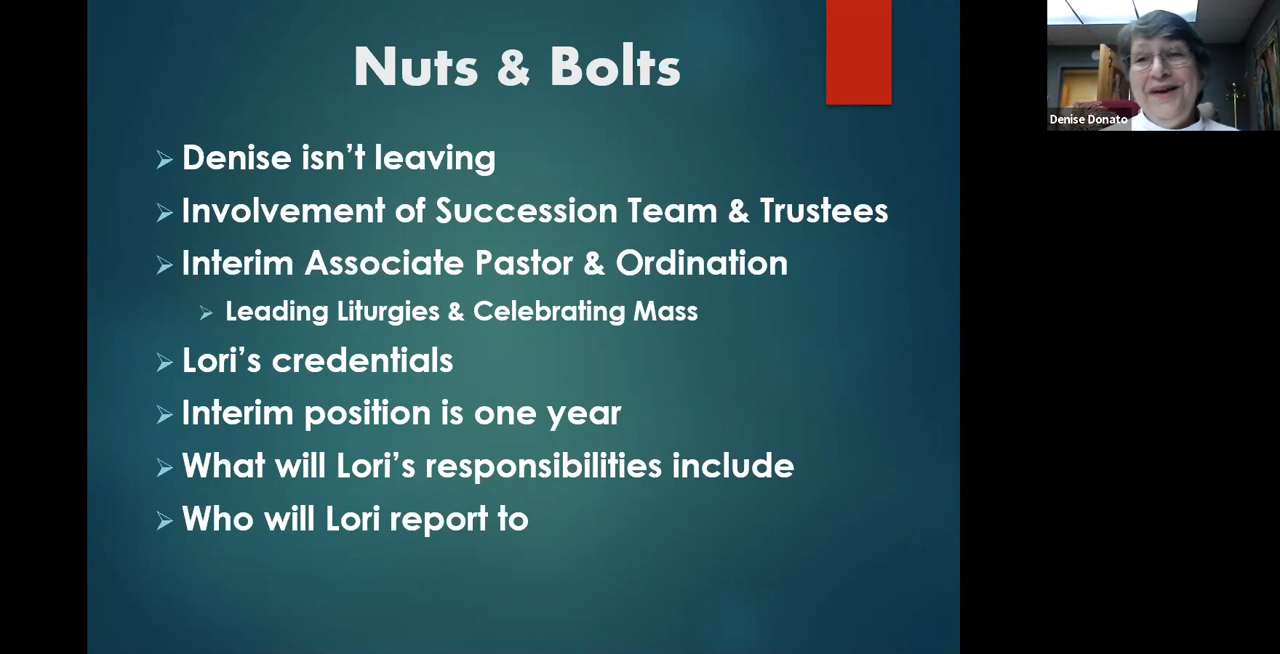 Nuts & Bolts
Denise isn't leaving
Involvement of Succession Team & Trustees
Interim Associate Pastor & Ordination
Leading Liturgies & Celebrating Mass
Lori's credentials
Interim position is one year
What will Lori's responsibilities include
Who will Lori report to
Denise Donato